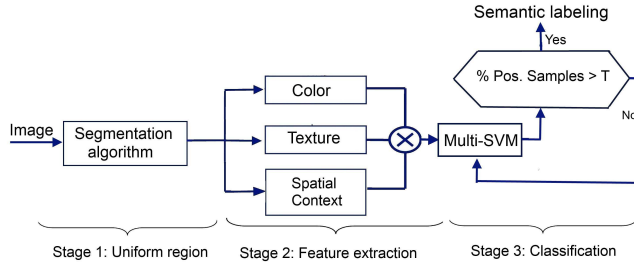 Semantic labeling
Yes
% Pos. Samples > T
No
Image
Segmentation
algorithm
Color
Texture
Spatial
Context
Multi-SVM
Stage 1: Uniform region
Stage 2: Feature extraction
Stage 3: Classification